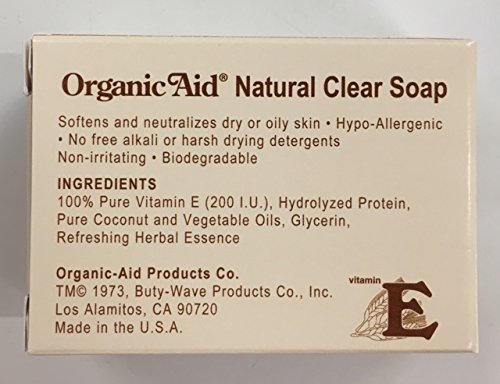 Organic Aid® Natural Clear Soap
Softens and neutralizes dry or oily skin • Hypo-Allergenic
• No free alkali or harsh drying detergents
Non-irritating • Biodegradable
INGREDIENTS
100% Pure Vitamin E (200 I.U.), Hydrolyzed Protein,
Pure Coconut and Vegetable Oils, Glycerin,
Refreshing Herbal Essence
Organic-Aid Products Co.
TM© 1973, Buty-Wave Products Co., Inc.
Los Alamitos, CA 90720
Made in the U.S.A.
vitamin
E